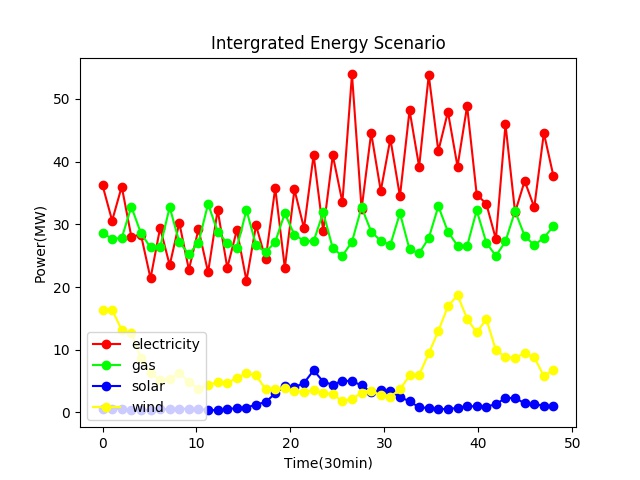 Intergrated Energy Scenario
Power(MW)
50
40
30
20
10
0
electricity
gas
solar
wind
0 10 20 30 40 50
Time(30min)